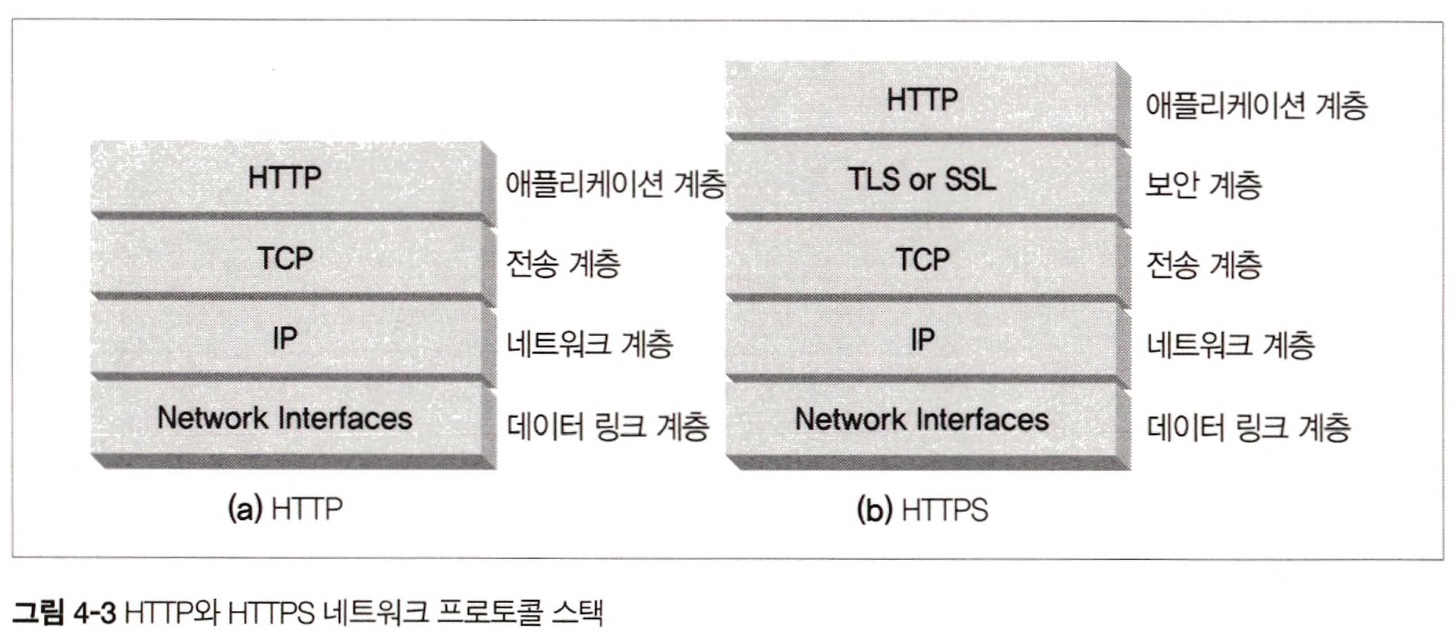 HTTP
애플리케이션 계층
TCP
전송 계층
IP
네트워크 계층
Network Interfaces
데이터 링크 계층
(a) HTTP
HTTP
애플리케이션 계층
TLS or SSL
보안 계층
TCP
전송 계층
IP
네트워크 계층
Network Interfaces
데이터 링크 계층
(b) HTTPS
그림 4-3 HTTP와 HTTPS 네트워크 프로토콜 스택